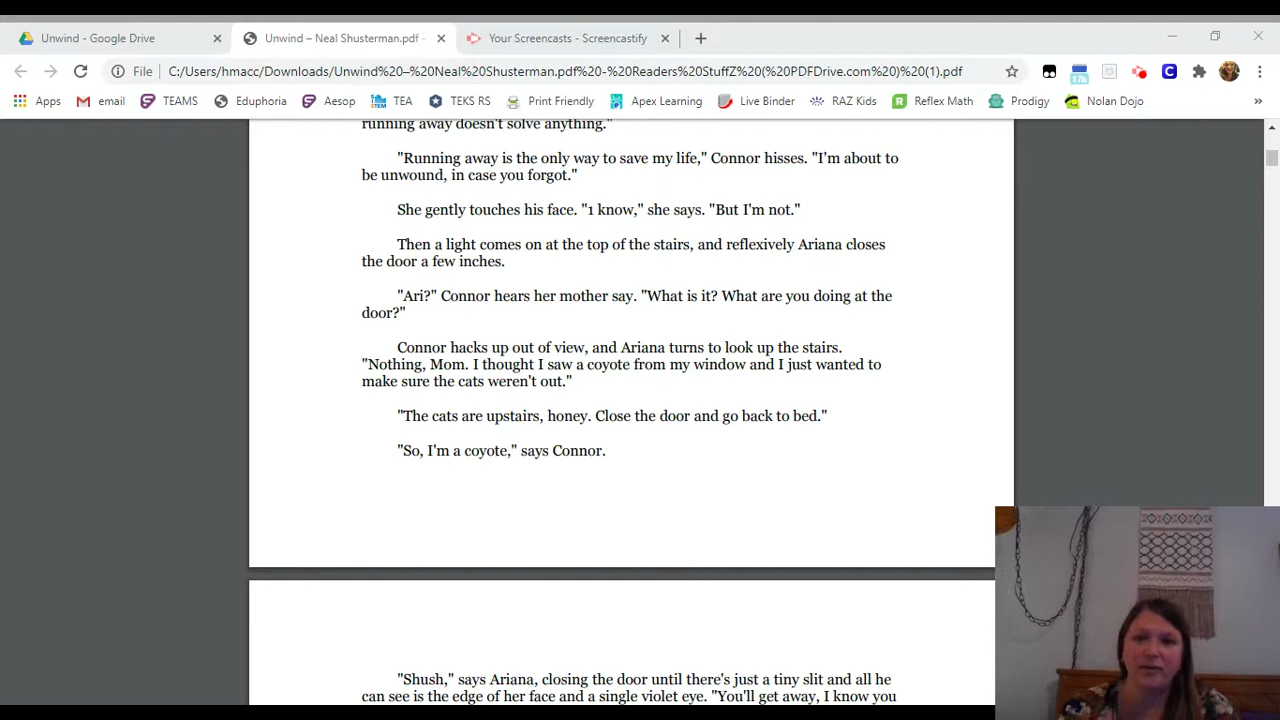 Unwind - Google Drive
Unwind – Neal Shusterman.pdf -
Your Screencasts - Screencastify
File
C:/Users/hmacc/Downloads/Unwind%20-%20Neal%20Shusterman.pdf%20-%20Readers%20Stuff7%20(%20PDFDrive.com%20)%20(1).pdf
Apps
email
TEAMS
Eduphoria
Aesop
TEA
TEKS RS
Print Friendly
Apex Learning
Live Binder
RAZ Kids
Reflex Math
Prodigy
Nolan Dojo
»
running away doesn't solve anything."
"Running away is the only way to save my life," Connor hisses. "I'm about to
be unwound, in case you forgot."
She gently touches his face. "1 know," she says. "But I'm not."
Then a light comes on at the top of the stairs, and reflexively Ariana closes
the door a few inches.
"Ari?" Connor hears her mother say. "What is it? What are you doing at the
door?"
Connor hacks up out of view, and Ariana turns to look up the stairs.
"Nothing, Mom. I thought I saw a coyote from my window and I just wanted to
make sure the cats weren't out."
"The cats are upstairs, honey. Close the door and go back to bed."
"So, I'm a coyote," says Connor.
"Shush," says Ariana, closing the door until there's just a tiny slit and all he
can see is the edge of her face and a single violet eye. "You'll get away, I know you